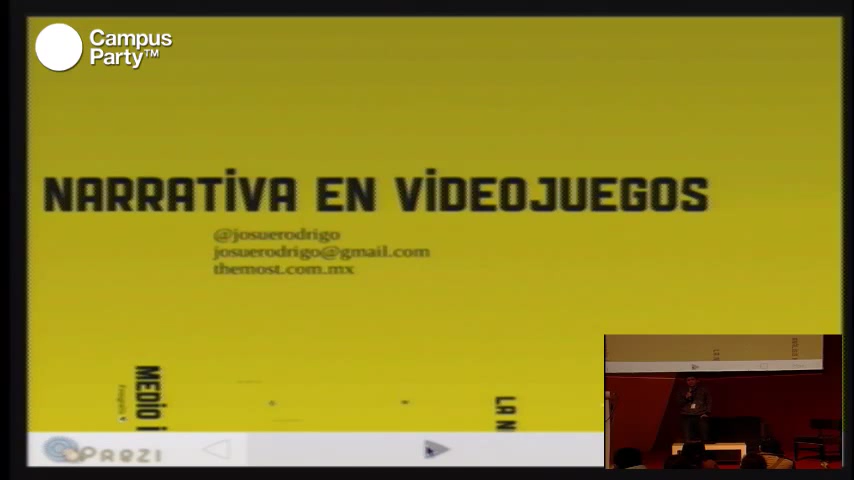 Campus
Party™
NARRATIVA EN VIDEOJUEGOS
@josuerodrigo
josuerodrigo@gmail.com
themost.com.mx
MEDIO I
LA N
PREZI